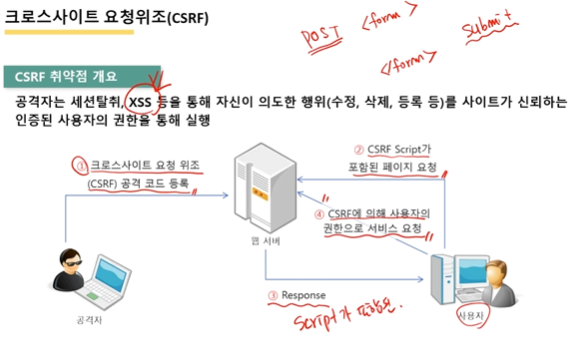 크로스사이트 요청위조(CSRF)
POST <form> submit
</form>
CSRF 취약점 개요
공격자는 세션탈취, XSS 등을 통해 자신이 의도한 행위(수정, 삭제, 등록 등)를 사이트가 신뢰하는
인증된 사용자의 권한을 통해 실행
① 크로스사이트 요청 위조
(CSRF) 공격 코드 등록
② CSRF Script가
포함된 페이지 요청
④ CSRF에 의해 사용자의
권한으로 서비스 요청
웹 서버
③ Response
Script가 포함된
공격자
사용자